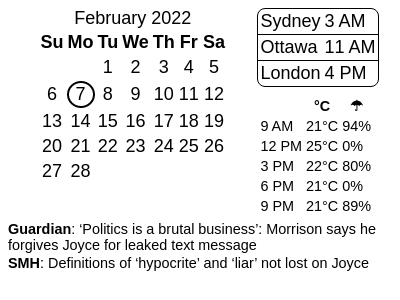 February 2022
Su Mo Tu We Th Fr Sa
1 2 3 4 5
6 7 8 9 10 11 12
13 14 15 16 17 18 19
20 21 22 23 24 25 26
27 28
Sydney 3 AM
Ottawa 11 AM
London 4 PM
°C ☂
9 AM 21°C 94%
12 PM 25°C 0%
3 PM 22°C 80%
6 PM 21°C 0%
9 PM 21°C 89%
Guardian: ‘Politics is a brutal business’: Morrison says he
forgives Joyce for leaked text message
SMH: Definitions of ‘hypocrite’ and ‘liar’ not lost on Joyce